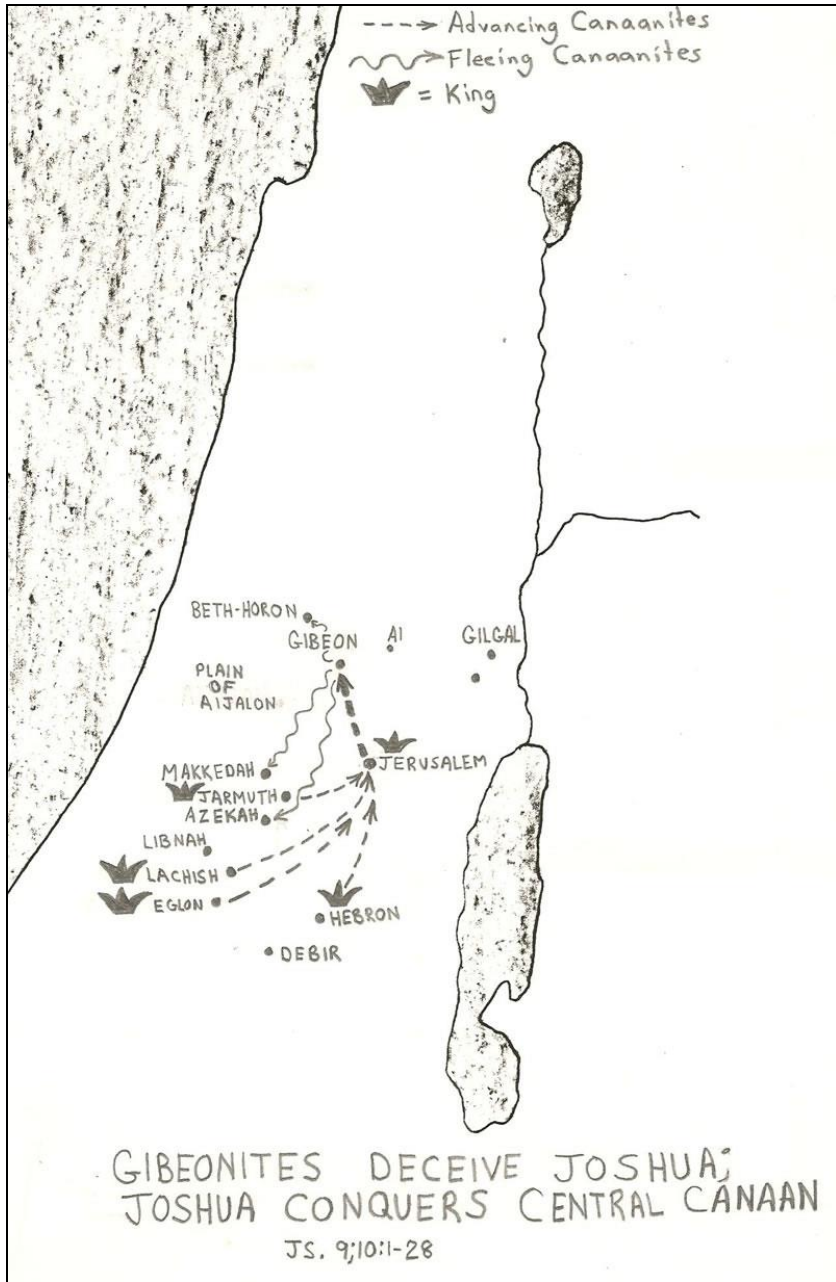 Advancing Canaanites
Fleeing Canaanites
= King
BETH-HORON
GIBEON
AI
GILGAL
PLAIN
OF
AIJALON
MAKKEDAH
JERUSALEM
JARMUTH
AZEKAH
LIBNAH
LACHISH
EGLON
HEBRON
DEBIR
GIBEONITES DECEIVE JOSHUA;
JOSHUA CONQUERS CENTRAL CANAAN
JS. 9;10:1-28